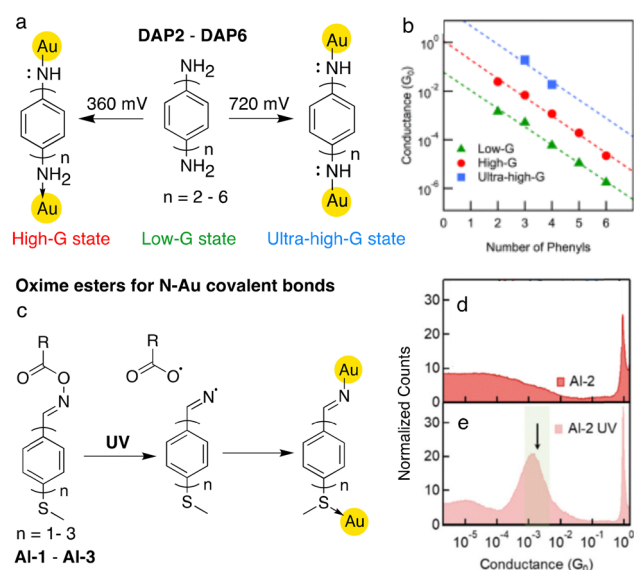 a
DAP2 - DAP6
Au
:NH
n
NH2
Au
360 mV
NH2
n
NH2
n = 2 - 6
720 mV
Au
:NH
n
:NH
Au
High-G state
Low-G state
Ultra-high-G state
b
Conductance (G0)
10^0
10^-2
10^-4
10^-6
Low-G
High-G
Ultra-high-G
0 1 2 3 4 5 6
Number of Phenyls
Oxime esters for N-Au covalent bonds
c
R
O
O
N
n
S
n = 1- 3
AI-1 - AI-3
UV
R
O
O•
N•
n
S
Au
N
n
S
Au
Normalized Counts
d
30
20
10
0
AI-2
e
30
20
10
0
AI-2 UV
10^-5 10^-4 10^-3 10^-2 10^-1 10^0
Conductance (G0)